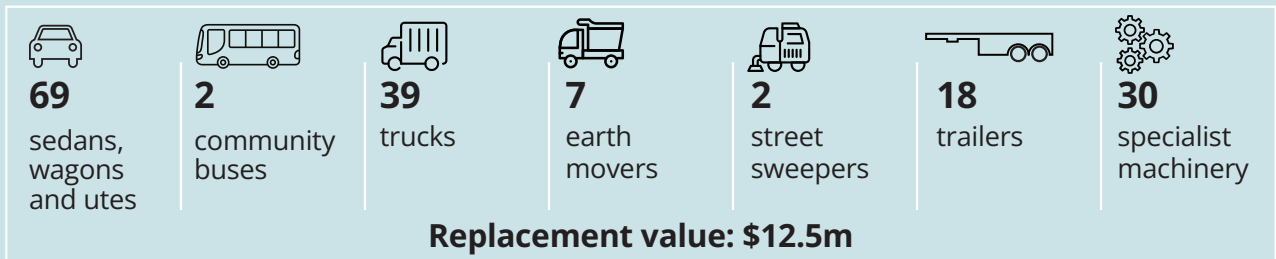 69
sedans,
wagons
and utes
2
community
buses
39
trucks
7
earth
movers
2
street
sweepers
18
trailers
30
specialist
machinery
Replacement value: $12.5m